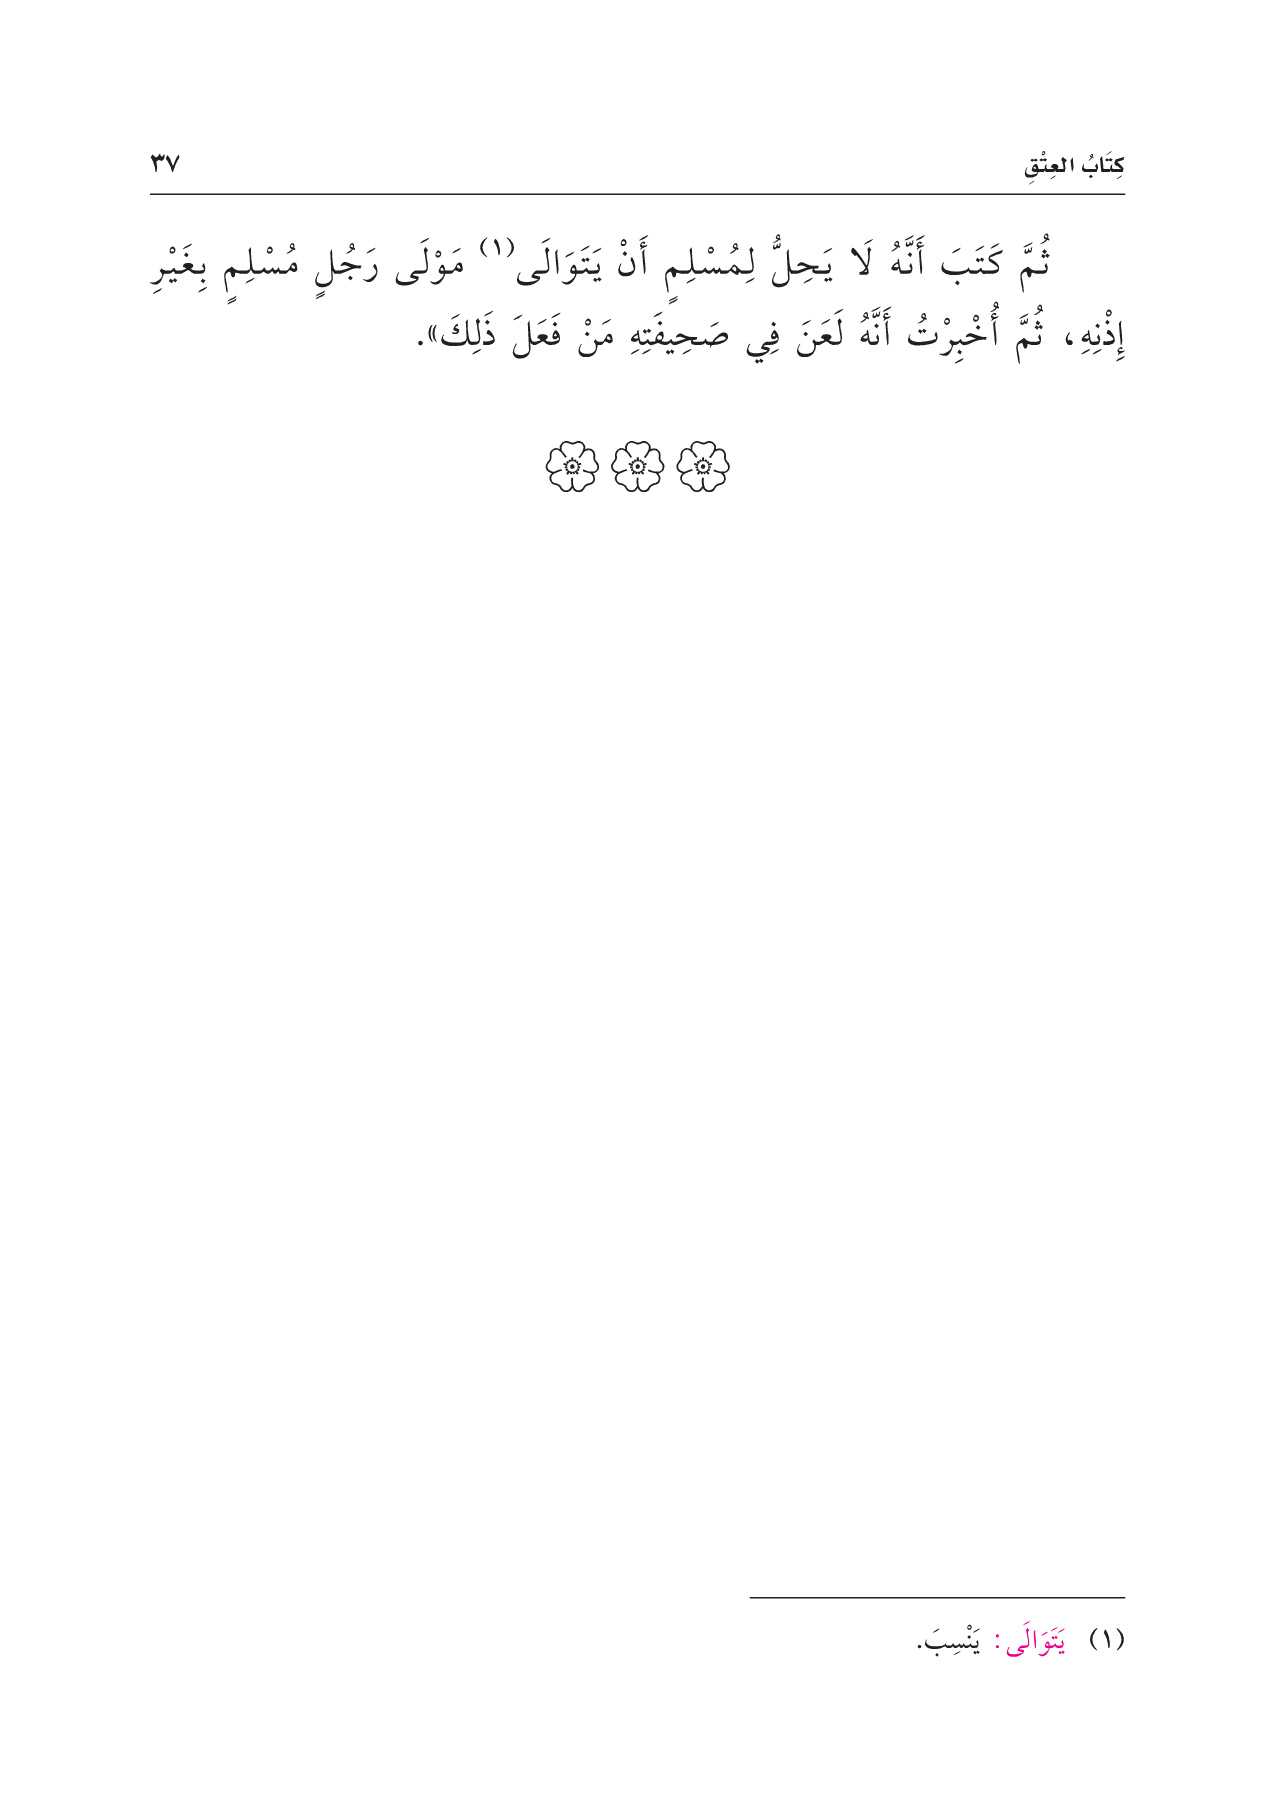 كِتَابُ العِتْقِ ٣٧
ثُمَّ كَتَبَ أَنَّهُ لَا يَحِلُّ لِمُسْلِمٍ أَنْ يَتَوَالَى(١) مَوْلَى رَجُلٍ مُسْلِمٍ بِغَيْرِ
إِذْنِهِ، ثُمَّ أُخْبِرْتُ أَنَّهُ لَعَنَ فِي صَحِيفَتِهِ مَنْ فَعَلَ ذَلِكَ».
(١) يَتَوَالَى: يَنْسِبَ.